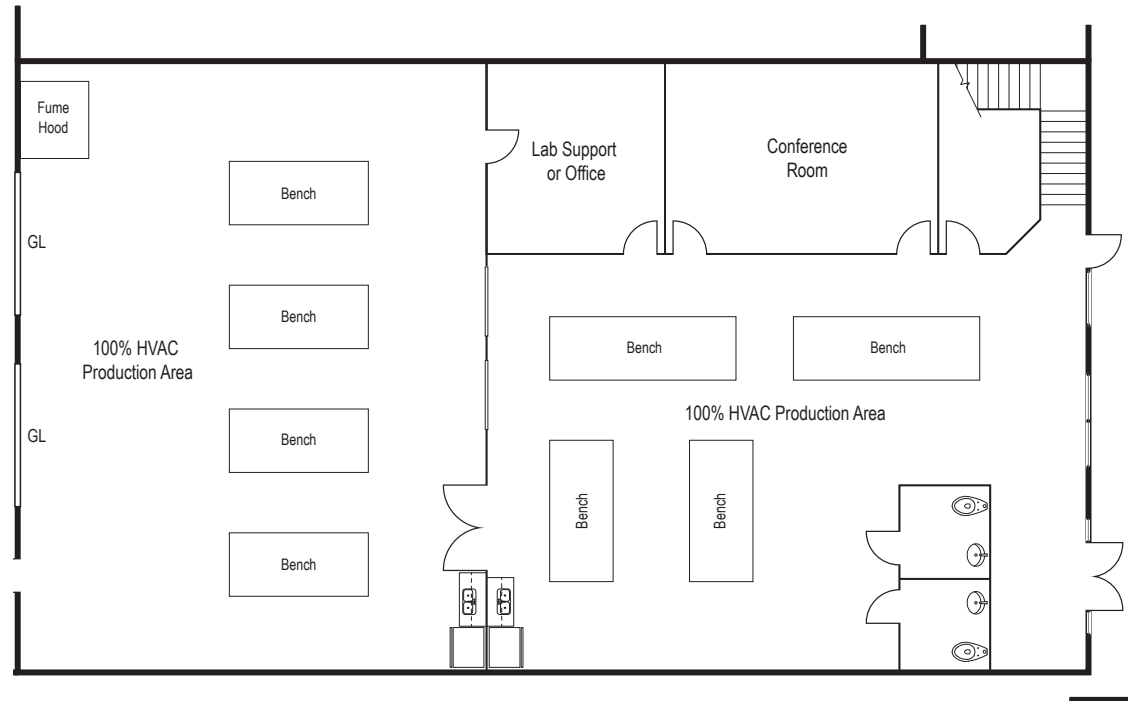 Fume
Hood
Bench
GL
Bench
100% HVAC
Production Area
GL
Bench
Bench
Lab Support
or Office
Conference
Room
Bench
Bench
100% HVAC Production Area
Bench
Bench